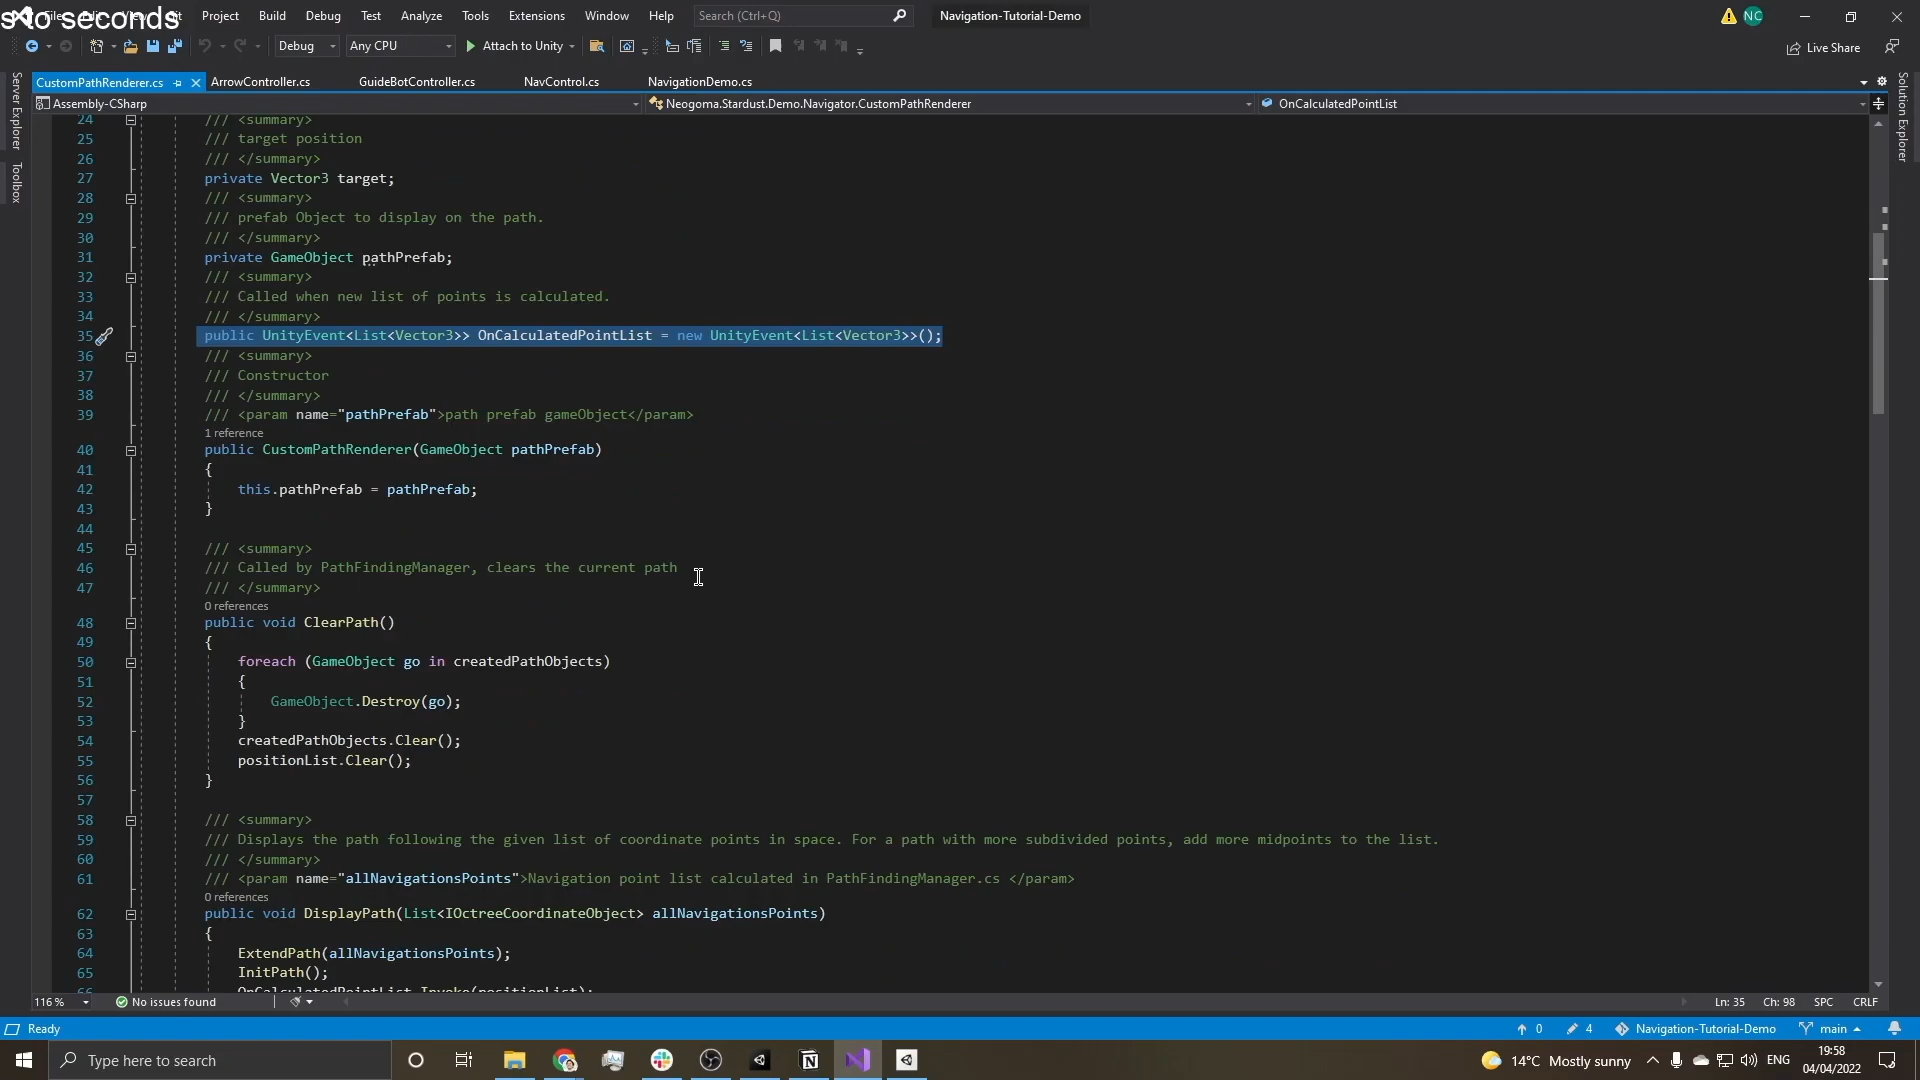 s to seconds
Project Build Debug Test Analyze Tools Extensions Window Help Search (Ctrl+Q) Navigation-Tutorial-Demo NC
Debug Any CPU Attach to Unity Live Share
CustomPathRenderer.cs ArrowController.cs GuideBotController.cs NavControl.cs NavigationDemo.cs
Assembly-CSharp Neogoma.Stardust.Demo.Navigator.CustomPathRenderer OnCalculatedPointList
Server Explorer
Toolbox
Solution Explorer
24 /// <summary>
25 /// target position
26 /// </summary>
27 private Vector3 target;
28 /// <summary>
29 /// prefab Object to display on the path.
30 /// </summary>
31 private GameObject pathPrefab;
32 /// <summary>
33 /// Called when new list of points is calculated.
34 /// </summary>
35 public UnityEvent<List<Vector3>> OnCalculatedPointList = new UnityEvent<List<Vector3>>();
36 /// <summary>
37 /// Constructor
38 /// </summary>
39 /// <param name="pathPrefab">path prefab gameObject</param>
1 reference
40 public CustomPathRenderer(GameObject pathPrefab)
41 {
42 this.pathPrefab = pathPrefab;
43 }
44
45 /// <summary>
46 /// Called by PathFindingManager, clears the current path
47 /// </summary>
0 references
48 public void ClearPath()
49 {
50 foreach (GameObject go in createdPathObjects)
51 {
52 GameObject.Destroy(go);
53 }
54 createdPathObjects.Clear();
55 positionList.Clear();
56 }
57
58 /// <summary>
59 /// Displays the path following the given list of coordinate points in space. For a path with more subdivided points, add more midpoints to the list.
60 /// </summary>
61 /// <param name="allNavigationsPoints">Navigation point list calculated in PathFindingManager.cs </param>
0 references
62 public void DisplayPath(List<IOctreeCoordinateObject> allNavigationsPoints)
63 {
64 ExtendPath(allNavigationsPoints);
65 InitPath();
66 OnCalculatedPointList.Invoke(positionList);
116 % No issues found Ln: 35 Ch: 98 SPC CRLF
Ready 0 4 Navigation-Tutorial-Demo main
Type here to search 14°C Mostly sunny ENG 19:58
04/04/2022